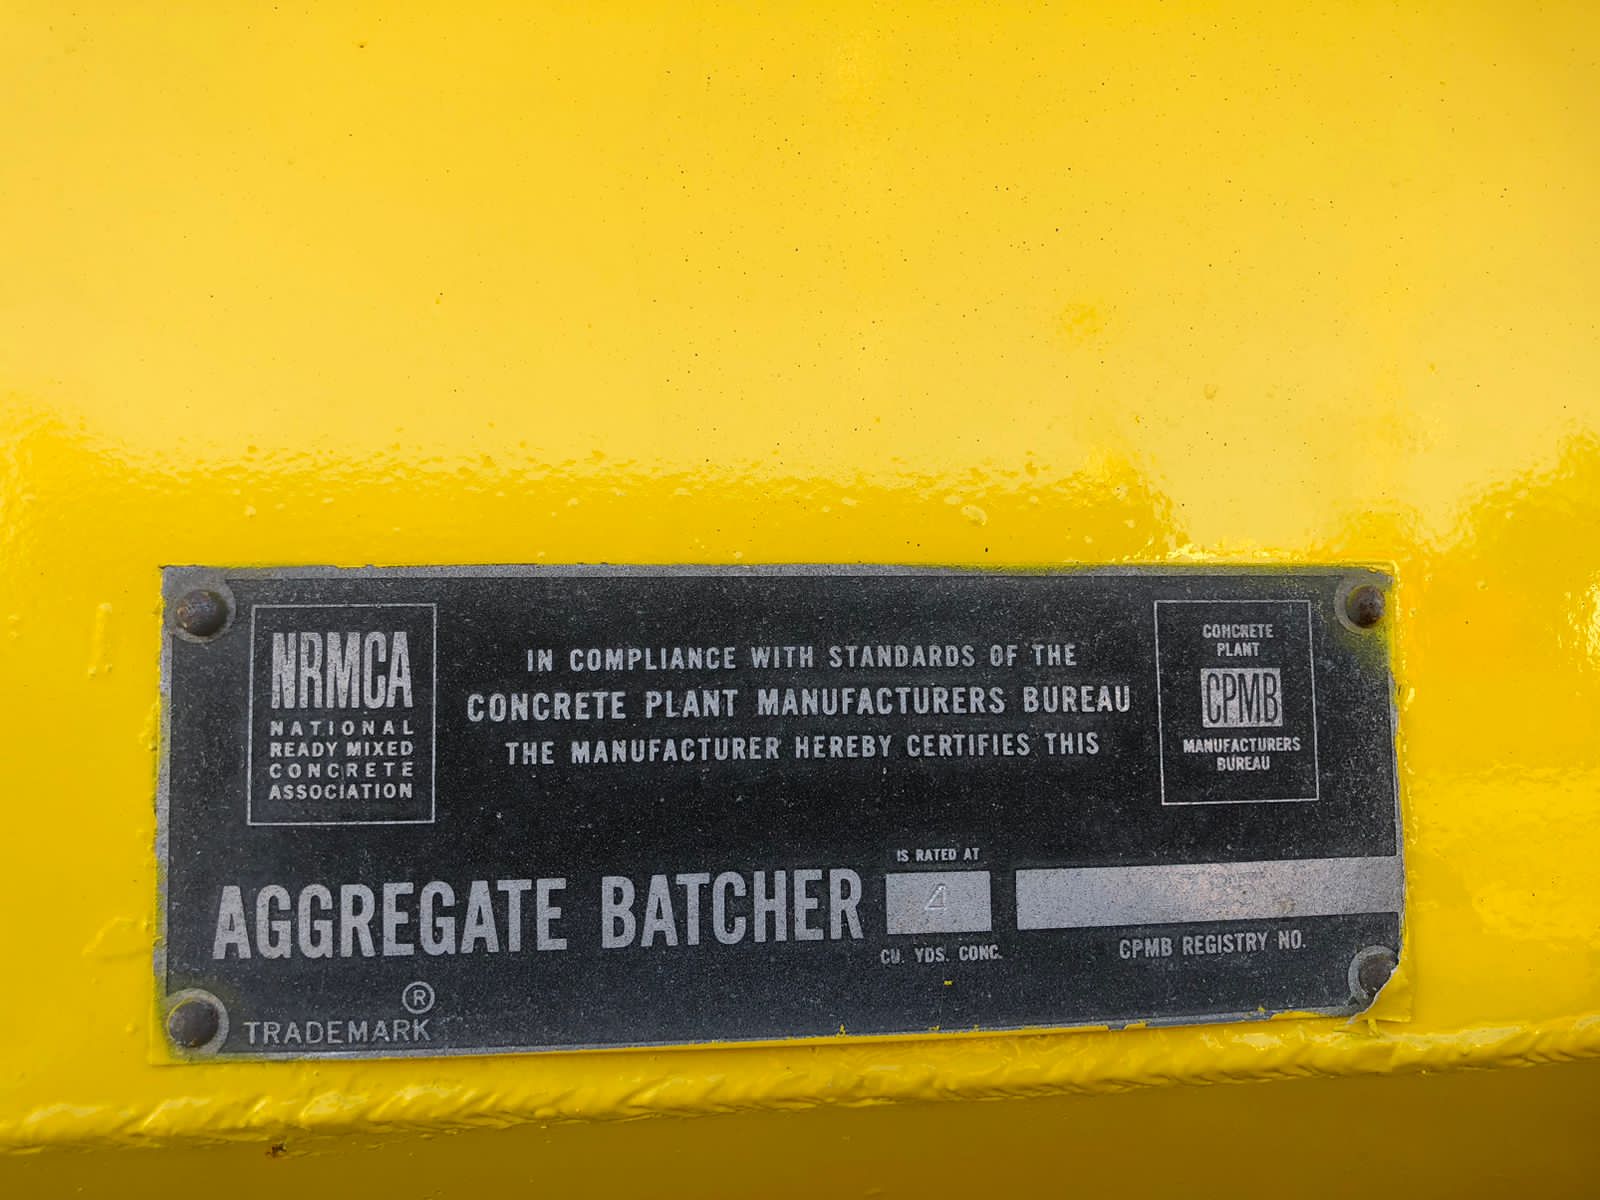 NRMCA
NATIONAL
READY MIXED
CONCRETE
ASSOCIATION
IN COMPLIANCE WITH STANDARDS OF THE
CONCRETE PLANT MANUFACTURERS BUREAU
THE MANUFACTURER HEREBY CERTIFIES THIS
CONCRETE
PLANT
CPMB
MANUFACTURERS
BUREAU
AGGREGATE BATCHER
IS RATED AT
4
CU. YDS. CONC.
CPMB REGISTRY NO.
®
TRADEMARK